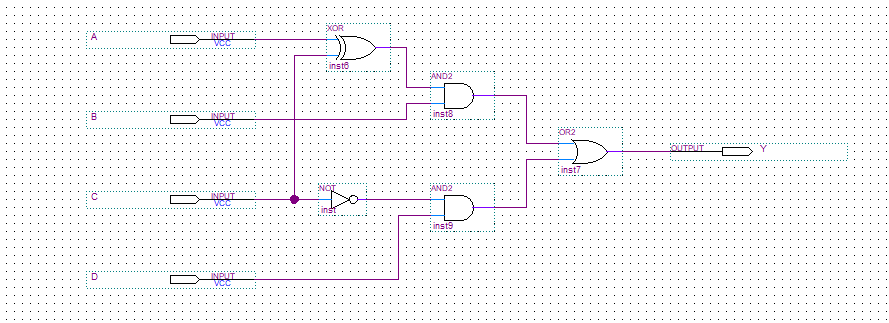 XOR
A
INPUT
VCC
inst6
AND2
B
INPUT
VCC
inst8
OR2
OUTPUT
Y
inst7
C
INPUT
VCC
NOT
inst
AND2
inst9
D
INPUT
VCC